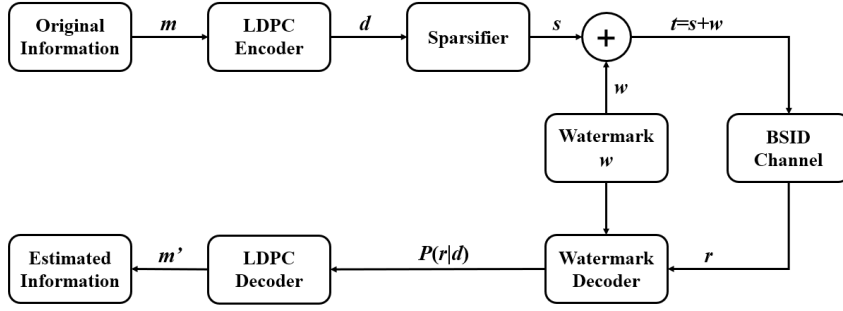 Original
Information
m
LDPC
Encoder
d
Sparsifier
s
+
t=s+w
w
Watermark
w
BSID
Channel
Estimated
Information
m'
LDPC
Decoder
P(r|d)
Watermark
Decoder
r